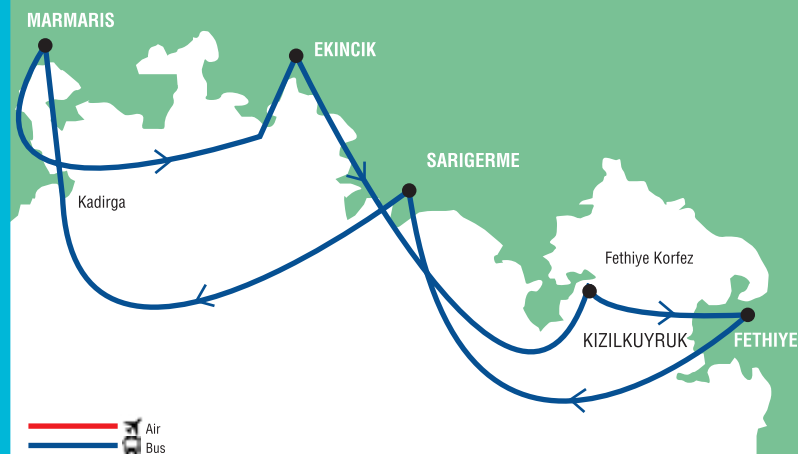 MARMARIS
EKINCIK
SARIGERME
Kadirga
Fethiye Korfez
KIZILKUYRUK
FETHIYE
Air
Bus